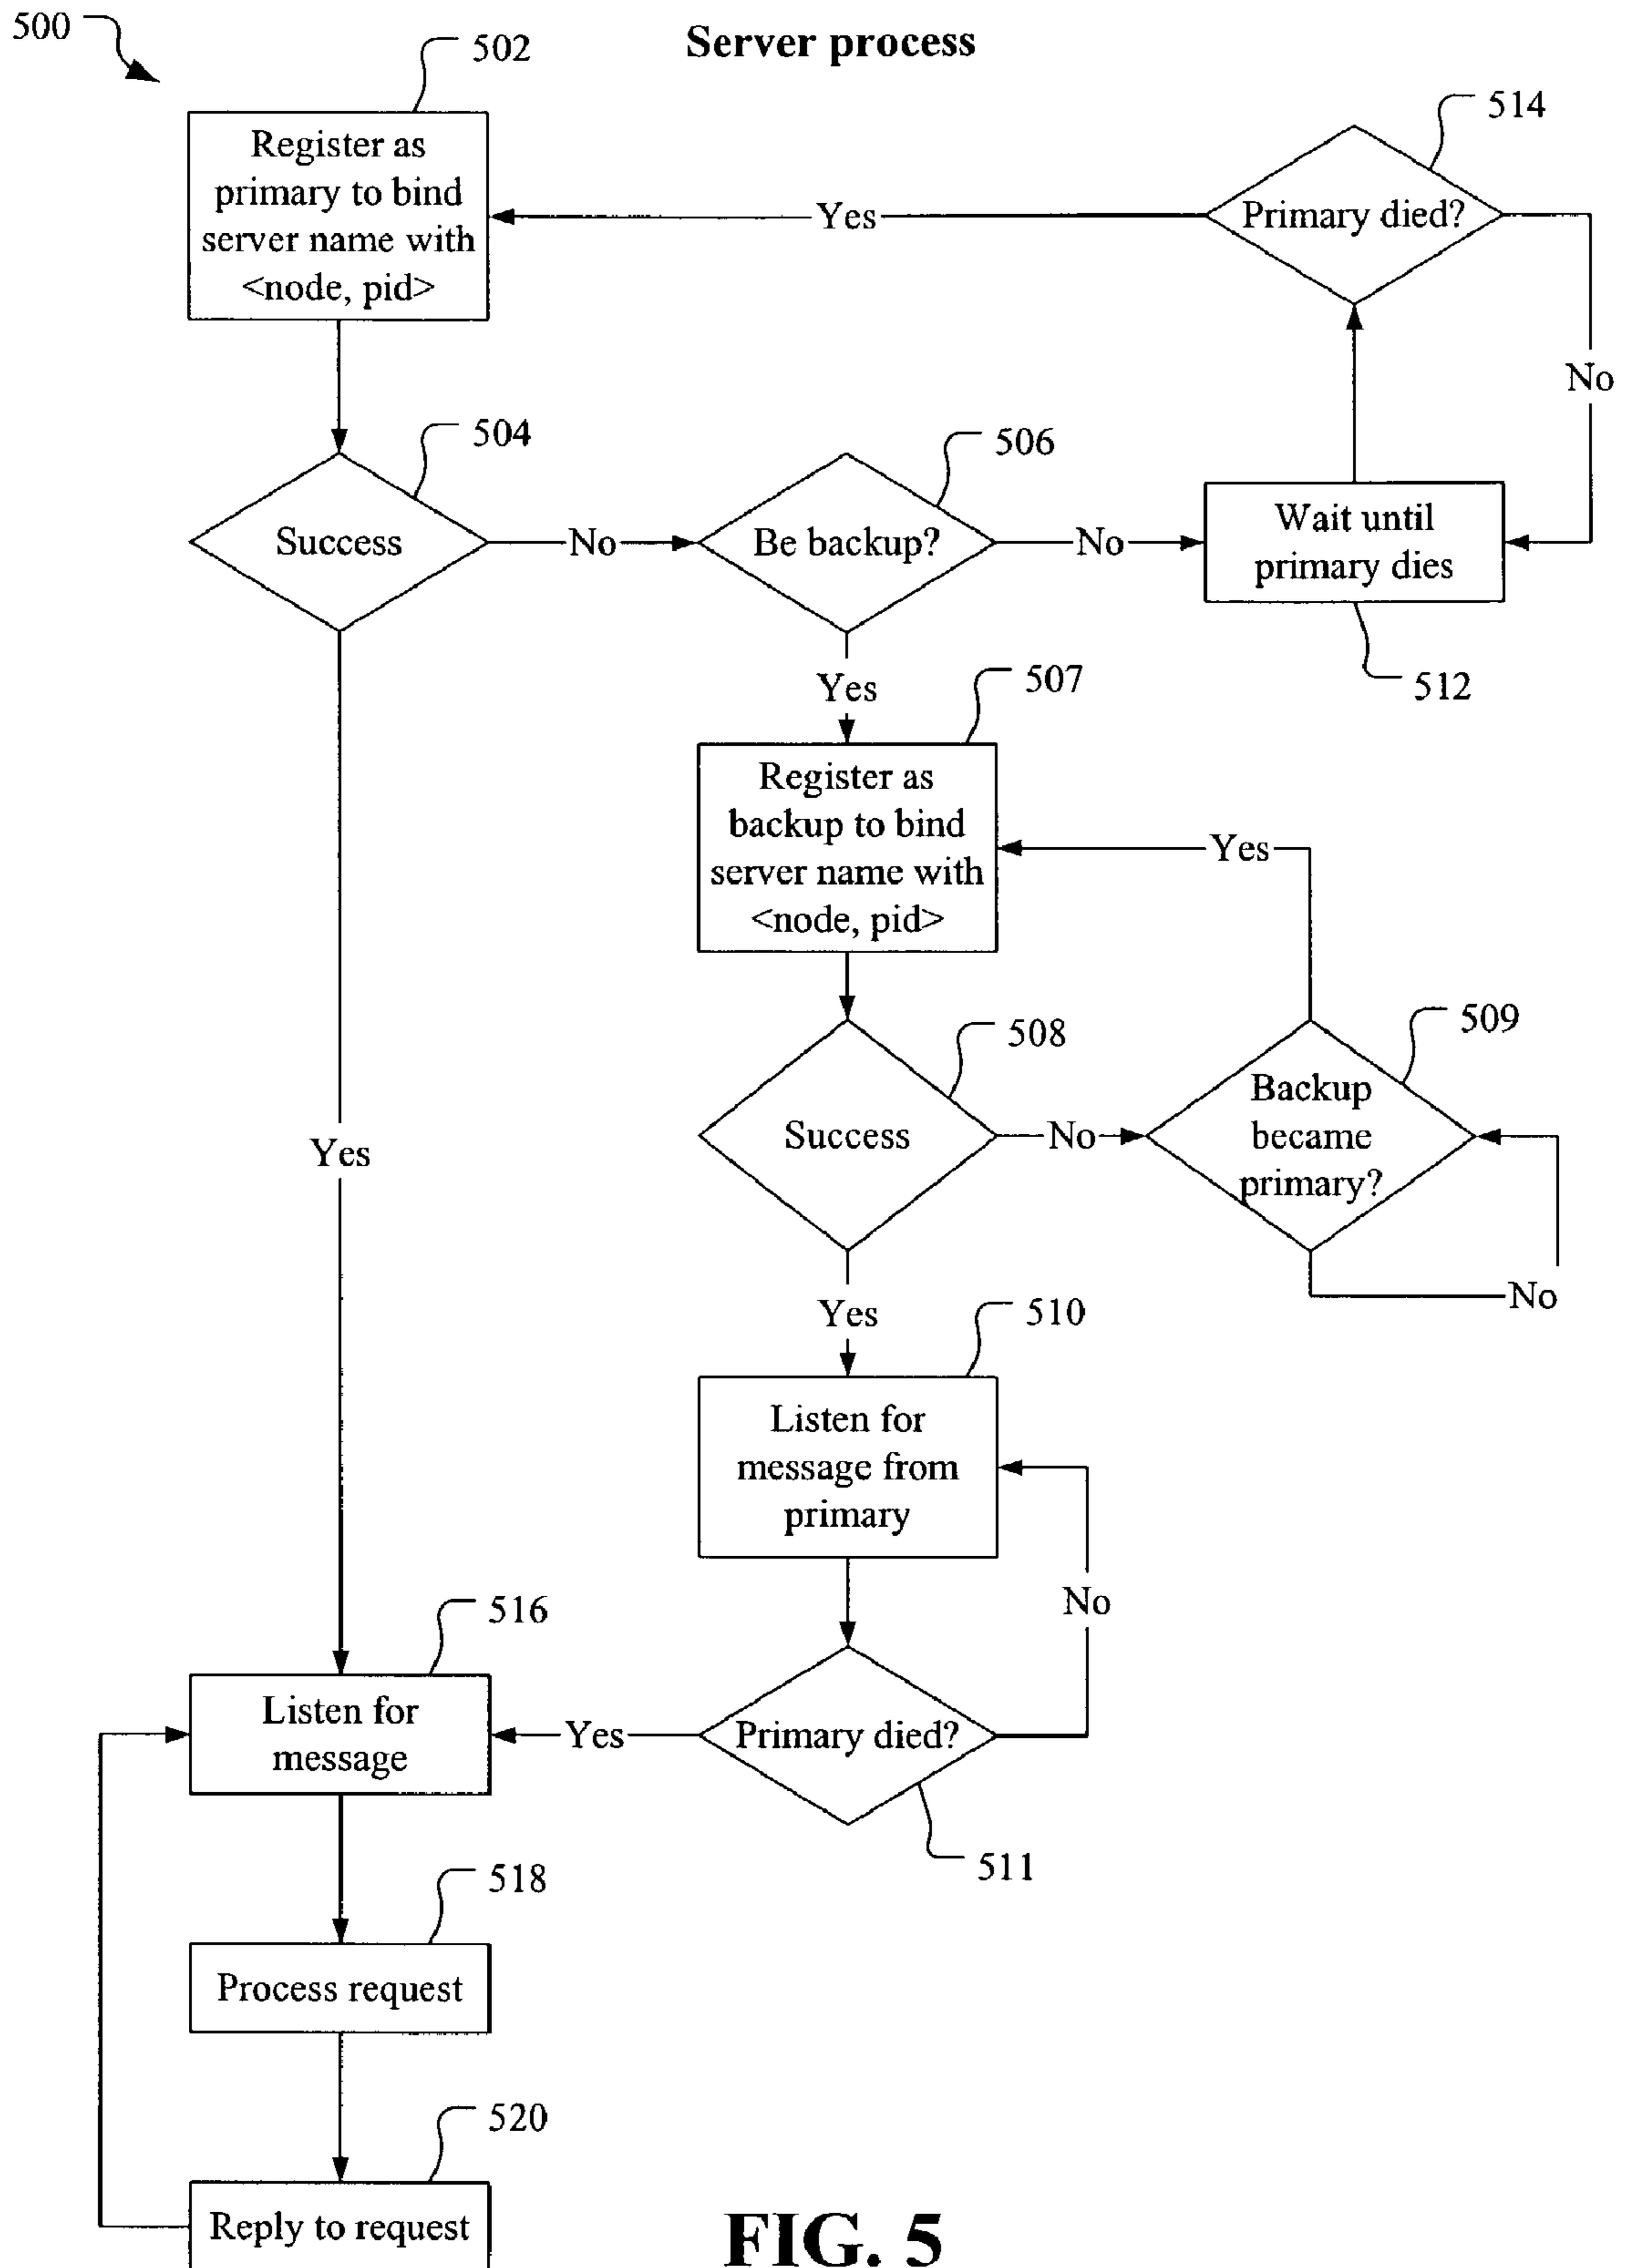 500
Server process
502
Register as
primary to bind
server name with
<node, pid>
514
Primary died?
Yes
No
504
Success
No
506
Be backup?
No
Wait until
primary dies
512
Yes
507
Register as
backup to bind
server name with
<node, pid>
Yes
508
Success
No
509
Backup
became
primary?
No
Yes
Yes
510
Listen for
message from
primary
No
516
Listen for
message
Yes
Primary died?
511
518
Process request
520
Reply to request
FIG. 5